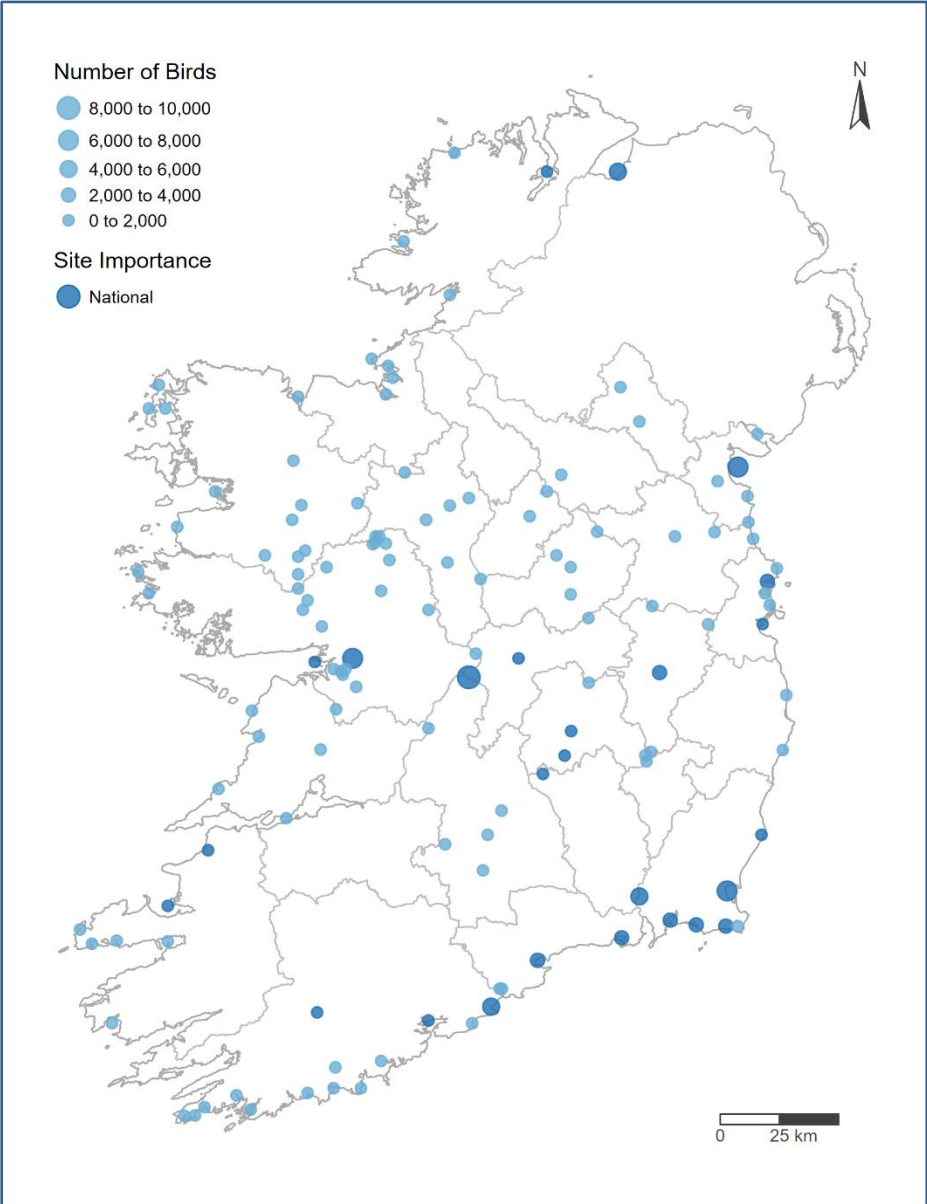 Number of Birds
8,000 to 10,000
6,000 to 8,000
4,000 to 6,000
2,000 to 4,000
0 to 2,000
Site Importance
National
N
0 25 km